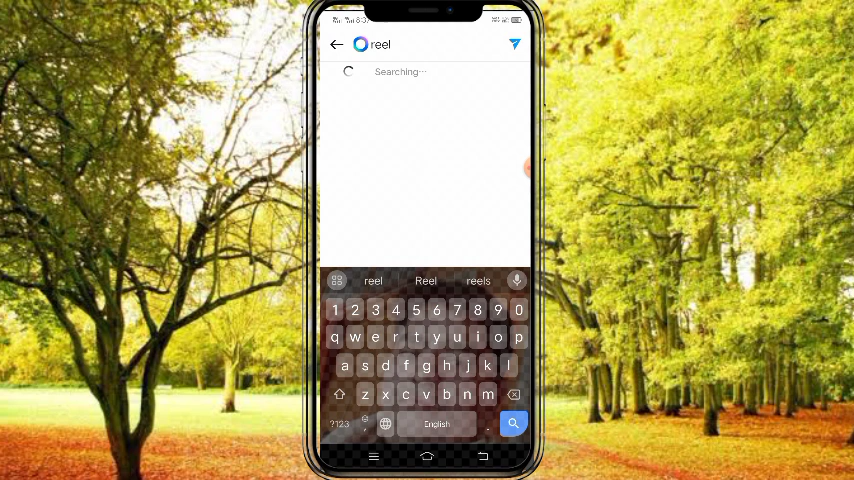 reel
Searching...
reel Reel reels
1 2 3 4 5 6 7 8 9 0
q w e r t y u i o p
a s d f g h j k l
z x c v b n m
?123 , English .